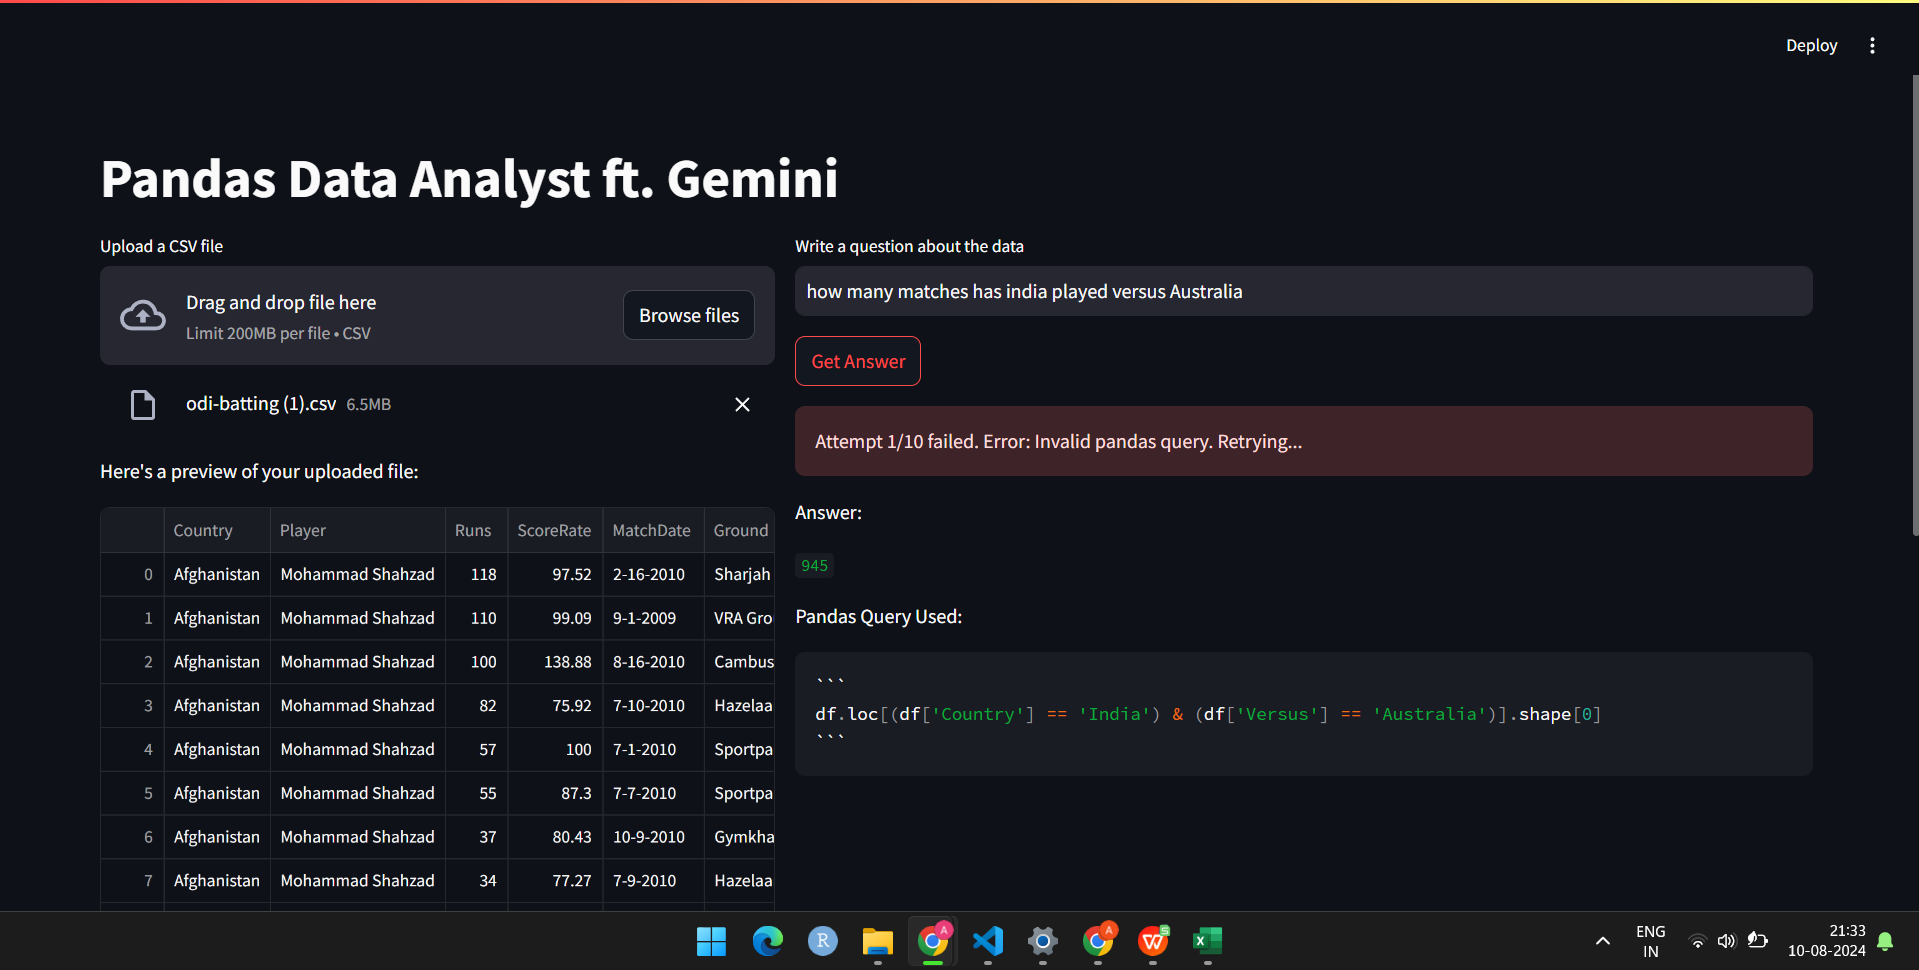 Deploy
Pandas Data Analyst ft. Gemini
Upload a CSV file
Drag and drop file here
Limit 200MB per file • CSV
Browse files
odi-batting (1).csv 6.5MB
Here's a preview of your uploaded file:
Country Player Runs ScoreRate MatchDate Ground
0 Afghanistan Mohammad Shahzad 118 97.52 2-16-2010 Sharjah
1 Afghanistan Mohammad Shahzad 110 99.09 9-1-2009 VRA Gro
2 Afghanistan Mohammad Shahzad 100 138.88 8-16-2010 Cambus
3 Afghanistan Mohammad Shahzad 82 75.92 7-10-2010 Hazelaa
4 Afghanistan Mohammad Shahzad 57 100 7-1-2010 Sportpa
5 Afghanistan Mohammad Shahzad 55 87.3 7-7-2010 Sportpa
6 Afghanistan Mohammad Shahzad 37 80.43 10-9-2010 Gymkha
7 Afghanistan Mohammad Shahzad 34 77.27 7-9-2010 Hazelaa
Write a question about the data
how many matches has india played versus Australia
Get Answer
Attempt 1/10 failed. Error: Invalid pandas query. Retrying...
Answer:
945
Pandas Query Used:
```
df.loc[(df['Country'] == 'India') & (df['Versus'] == 'Australia')].shape[0]
```
ENG
IN
21:33
10-08-2024